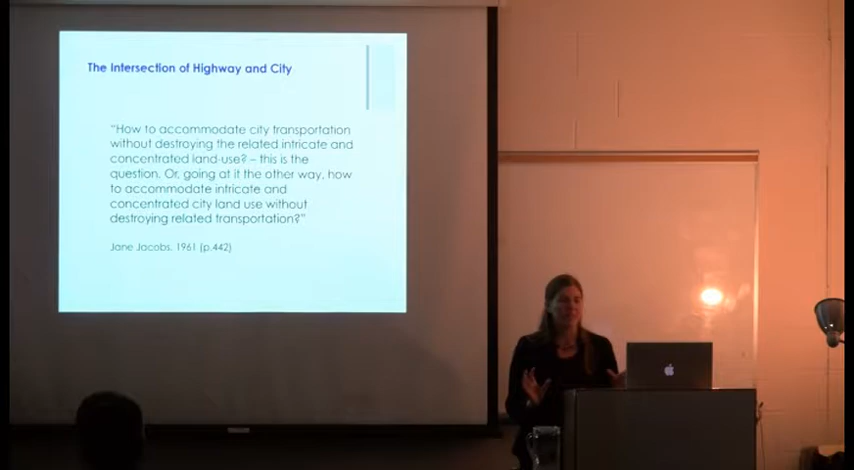 The Intersection of Highway and City
"How to accommodate city transportation
without destroying the related intricate and
concentrated land-use? – this is the
question. Or, going at it the other way, how
to accommodate intricate and
concentrated city land use without
destroying related transportation?"
Jane Jacobs. 1961 (p.442)